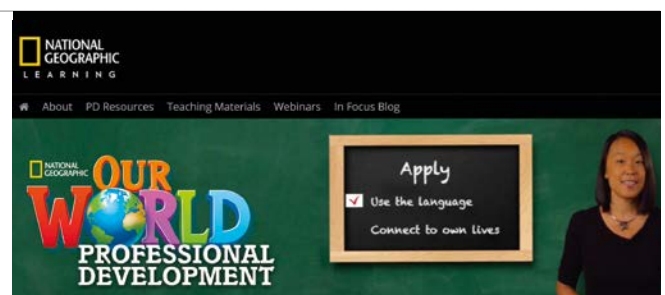 NATIONAL
GEOGRAPHIC
LEARNING
About PD Resources Teaching Materials Webinars In Focus Blog
NATIONAL
GEOGRAPHIC
OUR
WORLD
PROFESSIONAL
DEVELOPMENT
Apply
Use the language
Connect to own lives